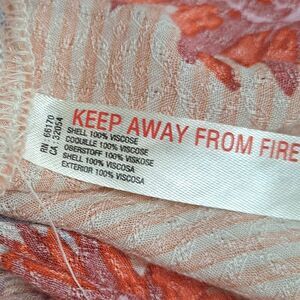 RN 66170
CA 32054
KEEP AWAY FROM FIRE
SHELL 100% VISCOSE
COQUILLE 100% VISCOSE
OBERSTOFF 100% VISKOSE
SHELL 100% VISCOSA
EXTERIOR 100% VISCOSA